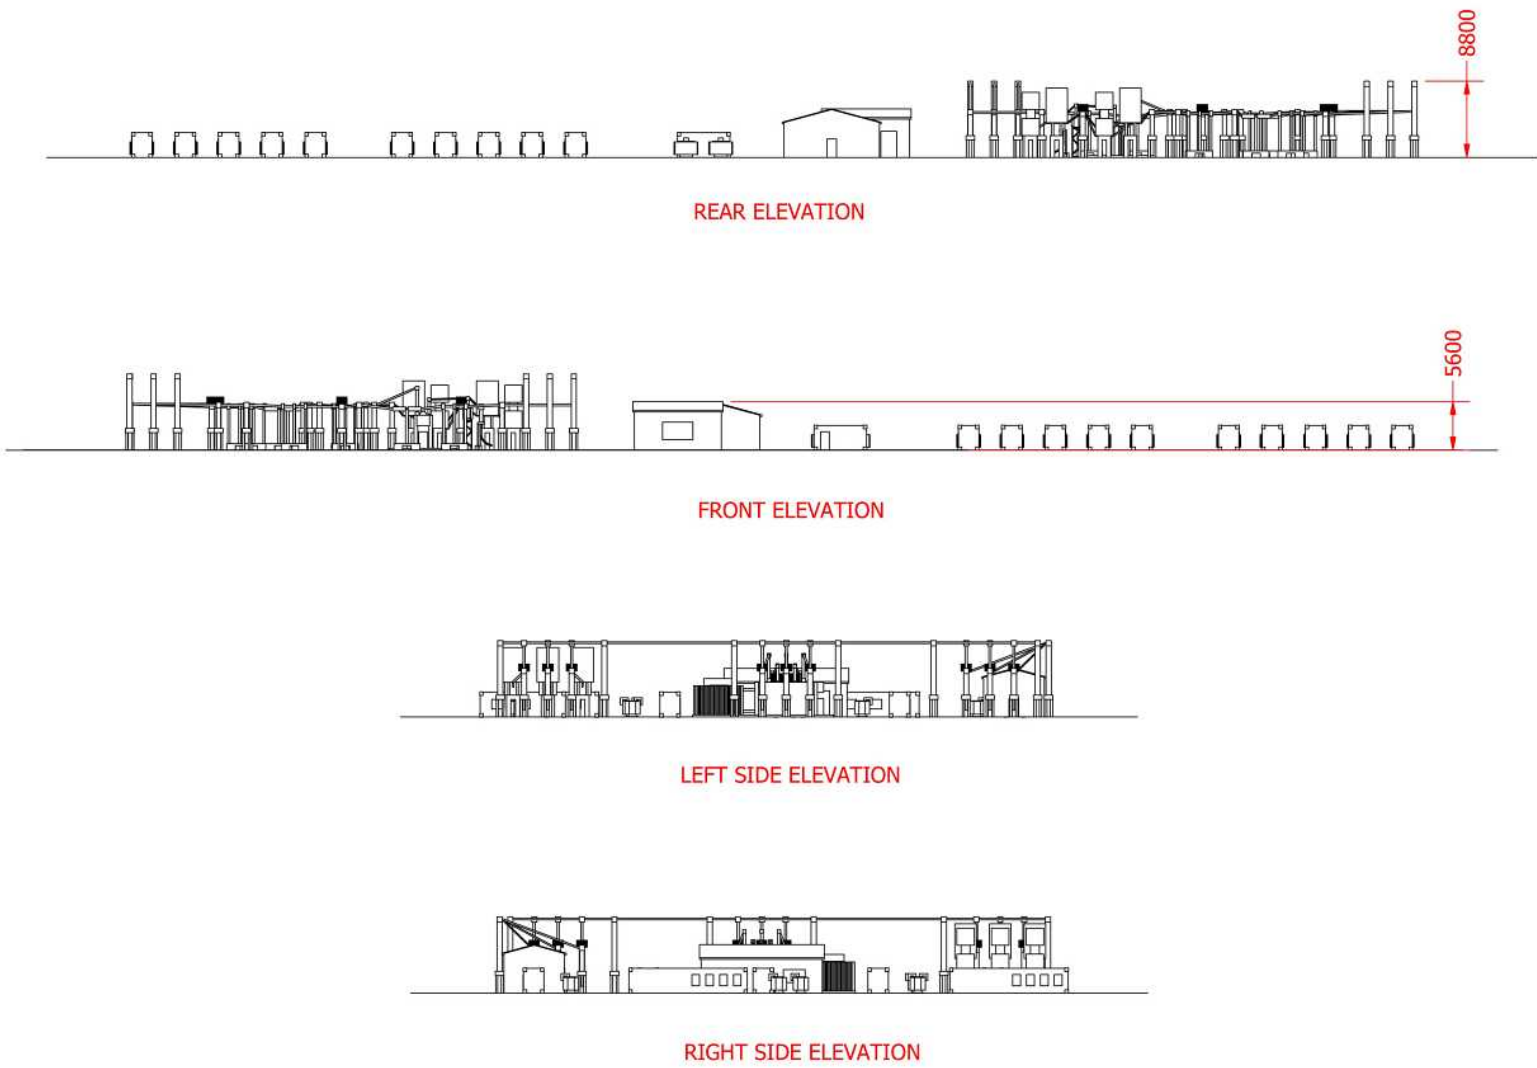 8800
REAR ELEVATION
5600
FRONT ELEVATION
LEFT SIDE ELEVATION
RIGHT SIDE ELEVATION